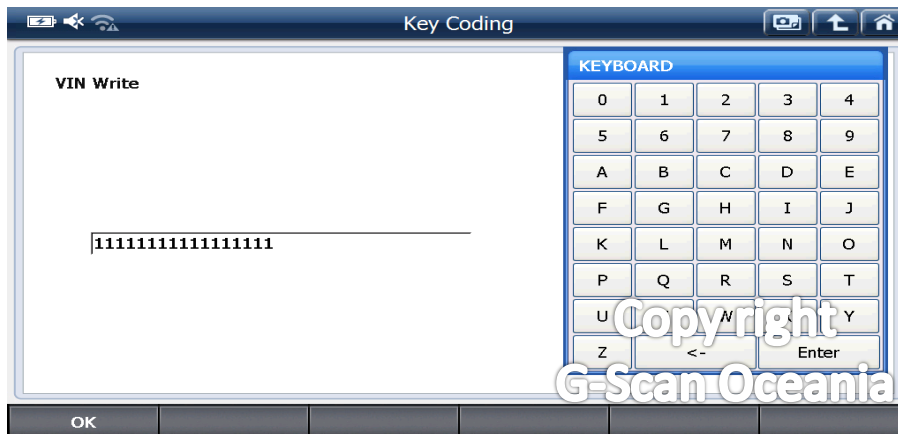 Key Coding
VIN Write
11111111111111111
KEYBOARD
0 1 2 3 4
5 6 7 8 9
A B C D E
F G H I J
K L M N O
P Q R S T
U W Y
Z <- Enter
Copyright
G-Scan Oceania
OK